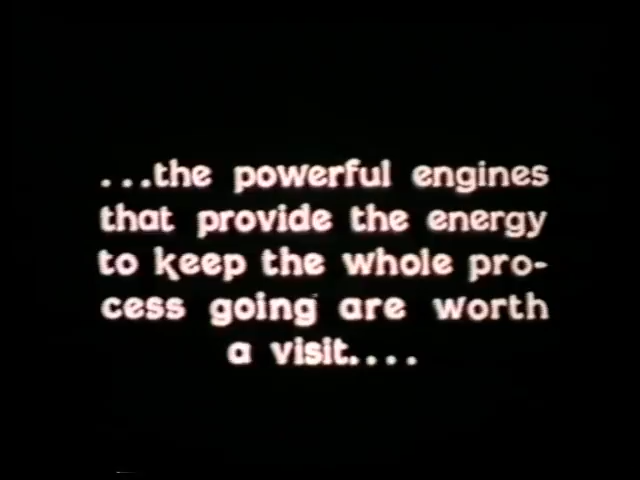 ...the powerful engines
that provide the energy
to keep the whole pro-
cess going are worth
a visit....